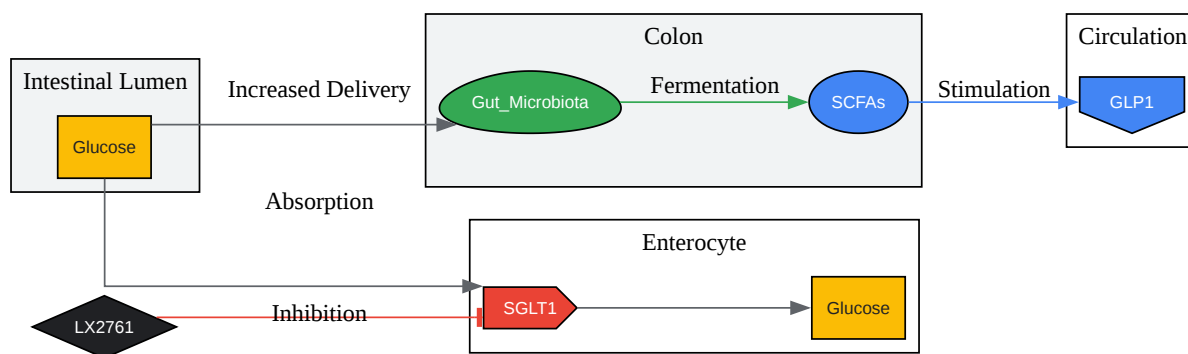 Colon
Circulation
Intestinal Lumen
Increased Delivery
Gut_Microbiota
Fermentation
SCFAs
Stimulation
GLP1
Glucose
Absorption
Enterocyte
LX2761
Inhibition
SGLT1
Glucose